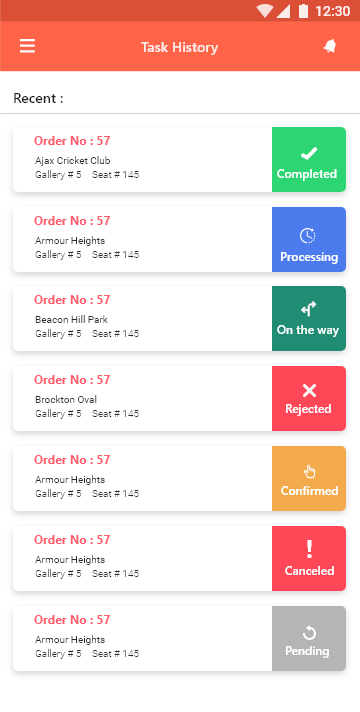 12:30
Task History
Recent :
Order No : 57
Ajax Cricket Club
Gallery # 5 Seat # 145
Completed
Order No : 57
Armour Heights
Gallery # 5 Seat # 145
Processing
Order No : 57
Beacon Hill Park
Gallery # 5 Seat # 145
On the way
Order No : 57
Brockton Oval
Gallery # 5 Seat # 145
Rejected
Order No : 57
Armour Heights
Gallery # 5 Seat # 145
Confirmed
Order No : 57
Armour Heights
Gallery # 5 Seat # 145
Canceled
Order No : 57
Armour Heights
Gallery # 5 Seat # 145
Pending